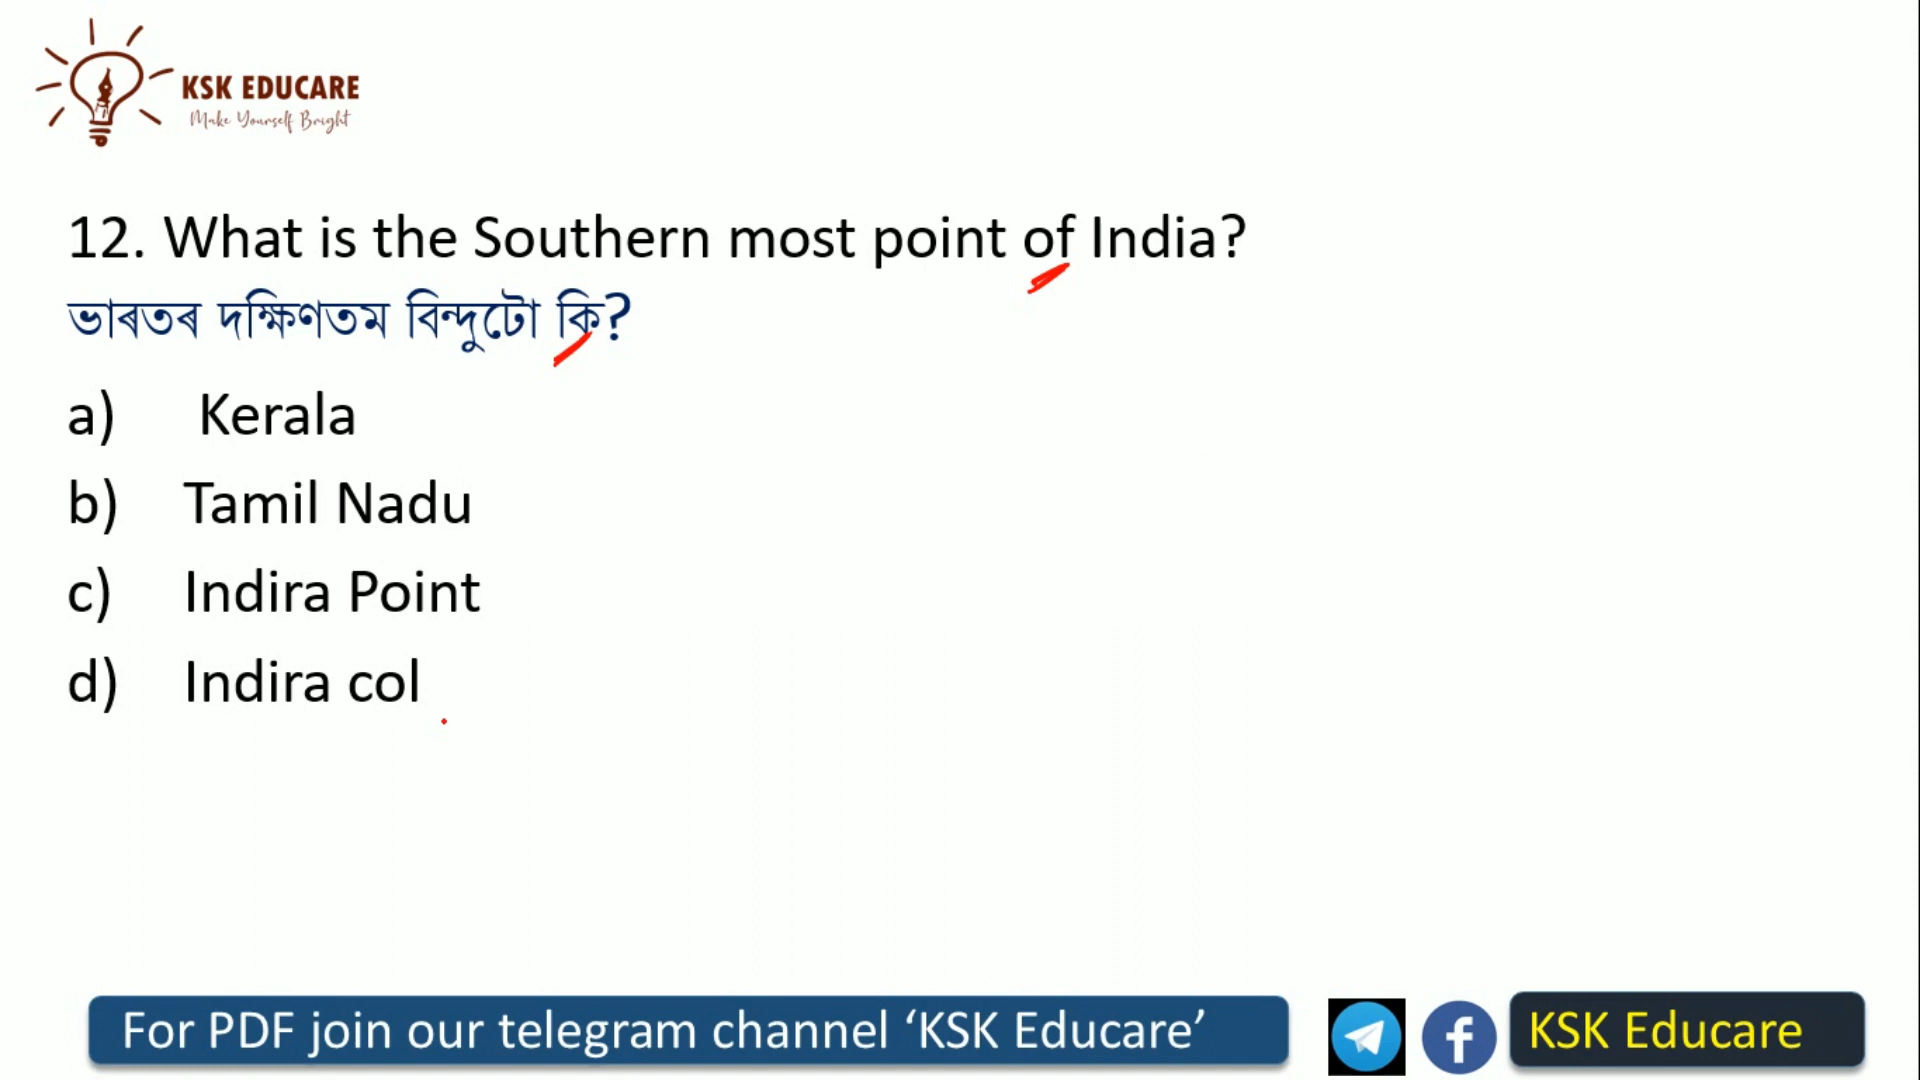 KSK EDUCARE
Make Yourself Bright
12. What is the Southern most point of India?
ভাৰতৰ দক্ষিণতম বিন্দুটো কি?
a) Kerala
b) Tamil Nadu
c) Indira Point
d) Indira col
For PDF join our telegram channel ‘KSK Educare’
KSK Educare